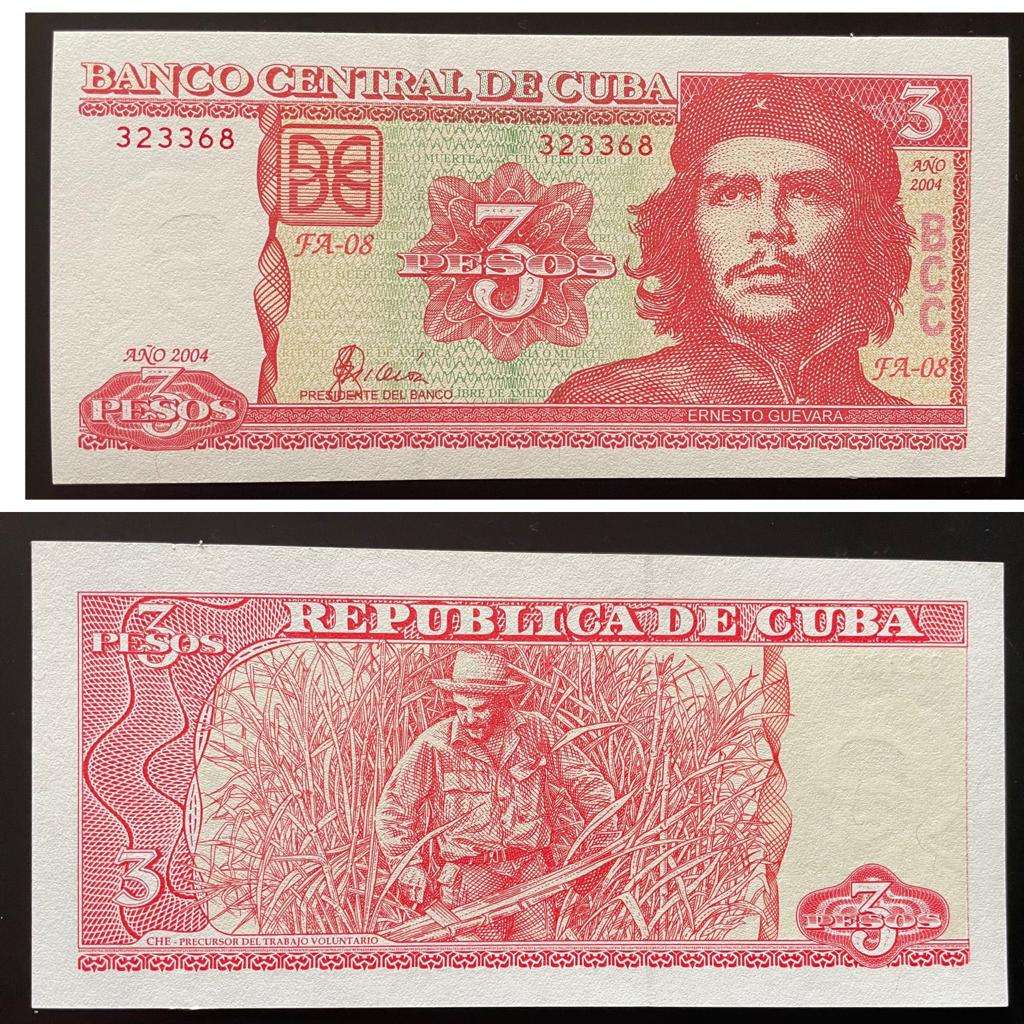 BANCO CENTRAL DE CUBA
3
323368
323368
AÑO
2004
FA-08
3
PESOS
BCC
AÑO 2004
FA-08
3
PESOS
PRESIDENTE DEL BANCO
ERNESTO GUEVARA
3
PESOS
REPUBLICA DE CUBA
3
3
PESOS
CHE - PRECURSOR DEL TRABAJO VOLUNTARIO